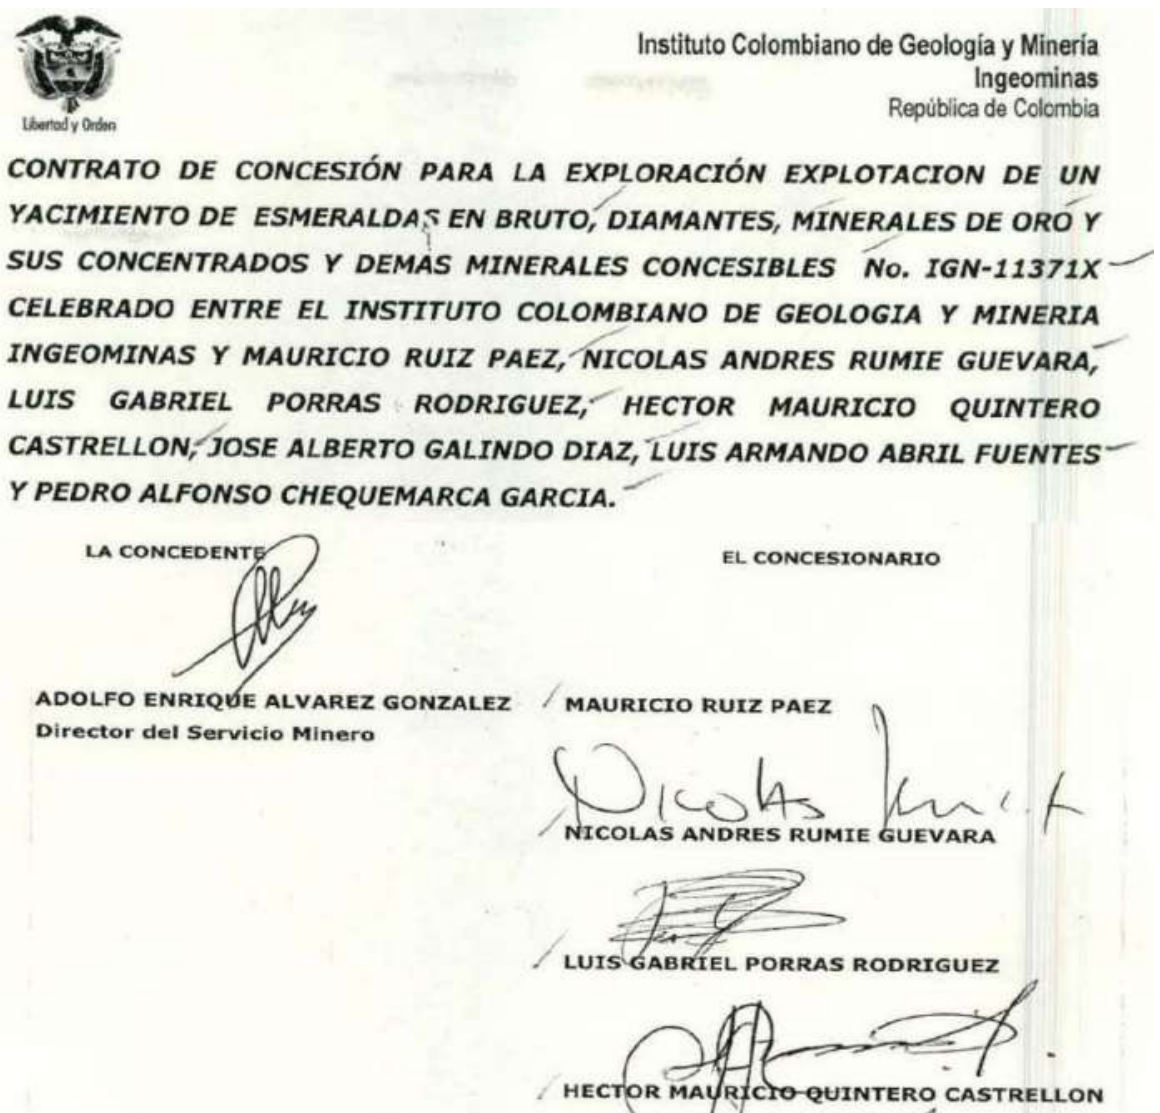 Libertad y Orden
Instituto Colombiano de Geología y Minería
Ingeominas
República de Colombia
CONTRATO DE CONCESIÓN PARA LA EXPLORACIÓN EXPLOTACION DE UN
YACIMIENTO DE ESMERALDAS EN BRUTO, DIAMANTES, MINERALES DE ORO Y
SUS CONCENTRADOS Y DEMÁS MINERALES CONCESIBLES No. IGN-11371X
CELEBRADO ENTRE EL INSTITUTO COLOMBIANO DE GEOLOGIA Y MINERIA
INGEOMINAS Y MAURICIO RUIZ PAEZ, NICOLAS ANDRES RUMIE GUEVARA,
LUIS GABRIEL PORRAS RODRIGUEZ, HECTOR MAURICIO QUINTERO
CASTRELLON, JOSE ALBERTO GALINDO DIAZ, LUIS ARMANDO ABRIL FUENTES
Y PEDRO ALFONSO CHEQUEMARCA GARCIA.
LA CONCEDENTE
EL CONCESIONARIO
ADOLFO ENRIQUE ALVAREZ GONZALEZ
Director del Servicio Minero
MAURICIO RUIZ PAEZ
Nicolas
NICOLAS ANDRES RUMIE GUEVARA
LUIS GABRIEL PORRAS RODRIGUEZ
HECTOR MAURICIO QUINTERO CASTRELLON